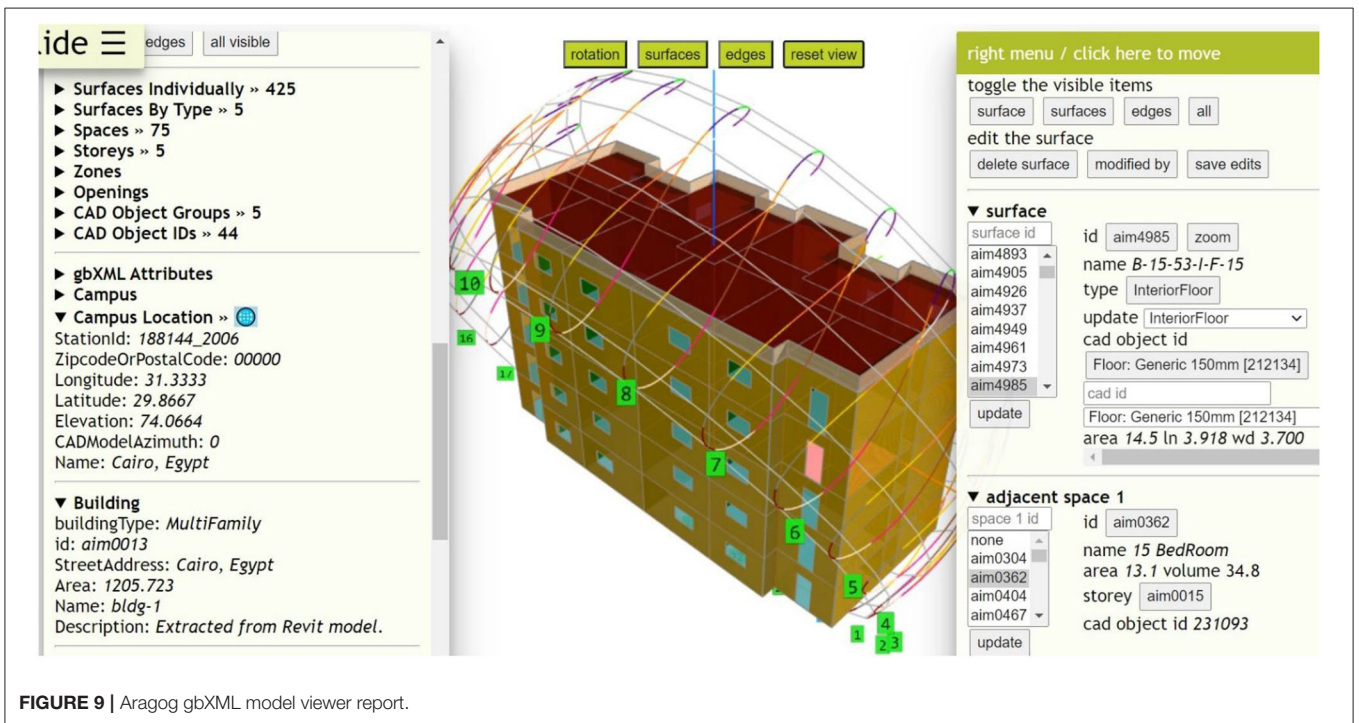 .ide ☰
edges all visible
► Surfaces Individually » 425
► Surfaces By Type » 5
► Spaces » 75
► Storeys » 5
► Zones
► Openings
► CAD Object Groups » 5
► CAD Object IDs » 44
► gbXML Attributes
► Campus
▼ Campus Location »
StationId: 188144_2006
ZipcodeOrPostalCode: 00000
Longitude: 31.3333
Latitude: 29.8667
Elevation: 74.0664
CADModelAzimuth: 0
Name: Cairo, Egypt
▼ Building
buildingType: MultiFamily
id: aim0013
StreetAddress: Cairo, Egypt
Area: 1205.723
Name: bldg-1
Description: Extracted from Revit model.
rotation surfaces edges reset view
10
16
17
9
8
7
6
5
4
1
2 3
right menu / click here to move
toggle the visible items
surface surfaces edges all
edit the surface
delete surface modified by save edits
▼ surface
surface id
aim4893
aim4905
aim4926
aim4937
aim4949
aim4961
aim4973
aim4985
update
id aim4985 zoom
name B-15-53-I-F-15
type InteriorFloor
update InteriorFloor
cad object id
Floor: Generic 150mm [212134]
cad id
Floor: Generic 150mm [212134]
area 14.5 ln 3.918 wd 3.700
▼ adjacent space 1
space 1 id
none
aim0304
aim0362
aim0404
aim0467
update
id aim0362
name 15 BedRoom
area 13.1 volume 34.8
storey aim0015
cad object id 231093
FIGURE 9 | Aragog gbXML model viewer report.